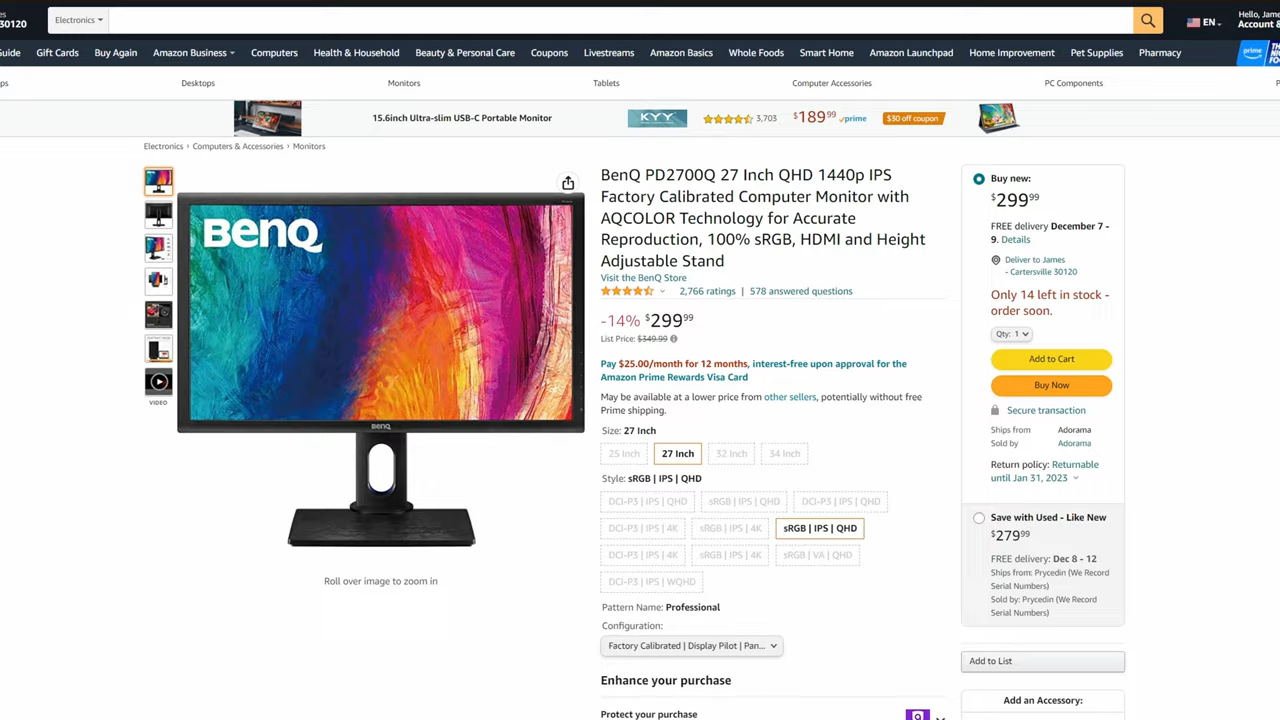 es
30120
Electronics
EN
Hello, Jame
Account &
Guide Gift Cards Buy Again Amazon Business Computers Health & Household Beauty & Personal Care Coupons Livestreams Amazon Basics Whole Foods Smart Home Amazon Launchpad Home Improvement Pet Supplies Pharmacy
prime
ps Desktops Monitors Tablets Computer Accessories PC Components P
15.6inch Ultra-slim USB-C Portable Monitor KYY 3,703 $189.99 prime $30 off coupon
Electronics › Computers & Accessories › Monitors
BenQ
BenQ
VIDEO
Roll over image to zoom in
BenQ PD2700Q 27 Inch QHD 1440p IPS
Factory Calibrated Computer Monitor with
AQCOLOR Technology for Accurate
Reproduction, 100% sRGB, HDMI and Height
Adjustable Stand
Visit the BenQ Store
2,766 ratings | 578 answered questions
-14% $299.99
List Price: $349.99
Pay $25.00/month for 12 months, interest-free upon approval for the
Amazon Prime Rewards Visa Card
May be available at a lower price from other sellers, potentially without free
Prime shipping.
Size: 27 Inch
25 Inch 27 Inch 32 Inch 34 Inch
Style: sRGB | IPS | QHD
DCI-P3 | IPS | QHD sRGB | IPS | QHD DCI-P3 | IPS | QHD
DCI-P3 | IPS | 4K sRGB | IPS | 4K sRGB | IPS | QHD
DCI-P3 | IPS | 4K sRGB | IPS | 4K sRGB | VA | QHD
DCI-P3 | IPS | WQHD
Pattern Name: Professional
Configuration:
Factory Calibrated | Display Pilot | Pan...
Enhance your purchase
Protect your purchase
Buy new:
$299.99
FREE delivery December 7 -
9. Details
Deliver to James
- Cartersville 30120
Only 14 left in stock -
order soon.
Qty: 1
Add to Cart
Buy Now
Secure transaction
Ships from Adorama
Sold by Adorama
Return policy: Returnable
until Jan 31, 2023
Save with Used - Like New
$279.99
FREE delivery: Dec 8 - 12
Ships from: Prycedin (We Record
Serial Numbers)
Sold by: Prycedin (We Record
Serial Numbers)
Add to List
Add an Accessory: